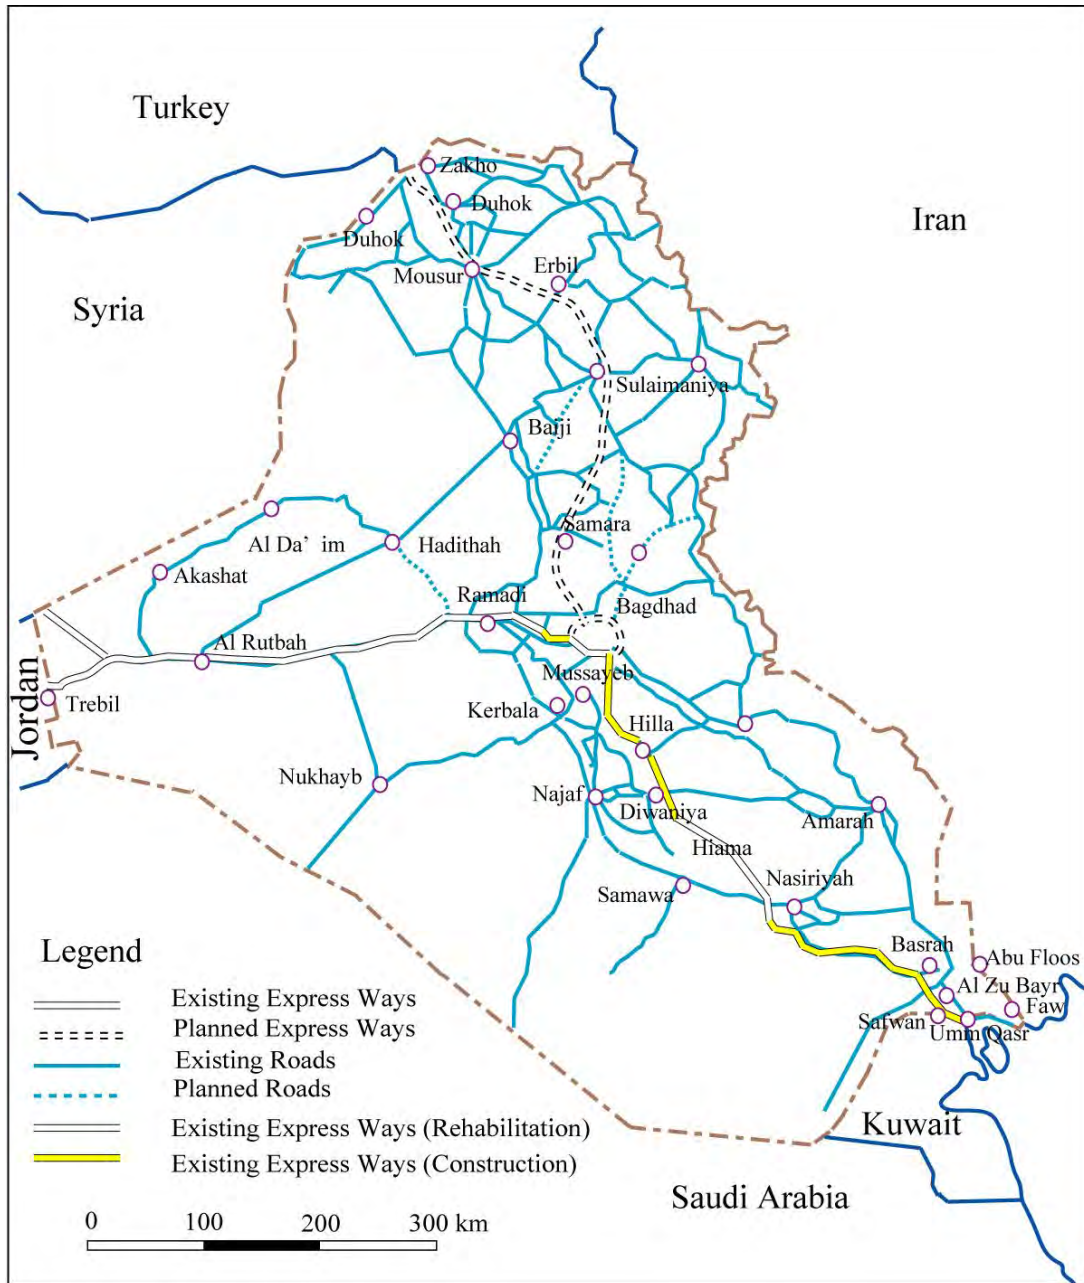 Turkey
Zakho
Duhok
Iran
Duhok
Erbil
Mousur
Syria
Sulaimaniya
Baiji
Samara
Al Da’ im
Hadithah
Akashat
Ramadi
Bagdhad
Al Rutbah
Mussayeb
Jordan
Trebil
Kerbala
Hilla
Nukhayb
Najaf
Diwaniya
Amarah
Hiama
Nasiriyah
Samawa
Legend
Basrah
Abu Floos
Al Zu Bayr
Faw
Safwan
Umm Qasr
Existing Express Ways
Planned Express Ways
Existing Roads
Planned Roads
Existing Express Ways (Rehabilitation)
Existing Express Ways (Construction)
Kuwait
Saudi Arabia
0 100 200 300 km